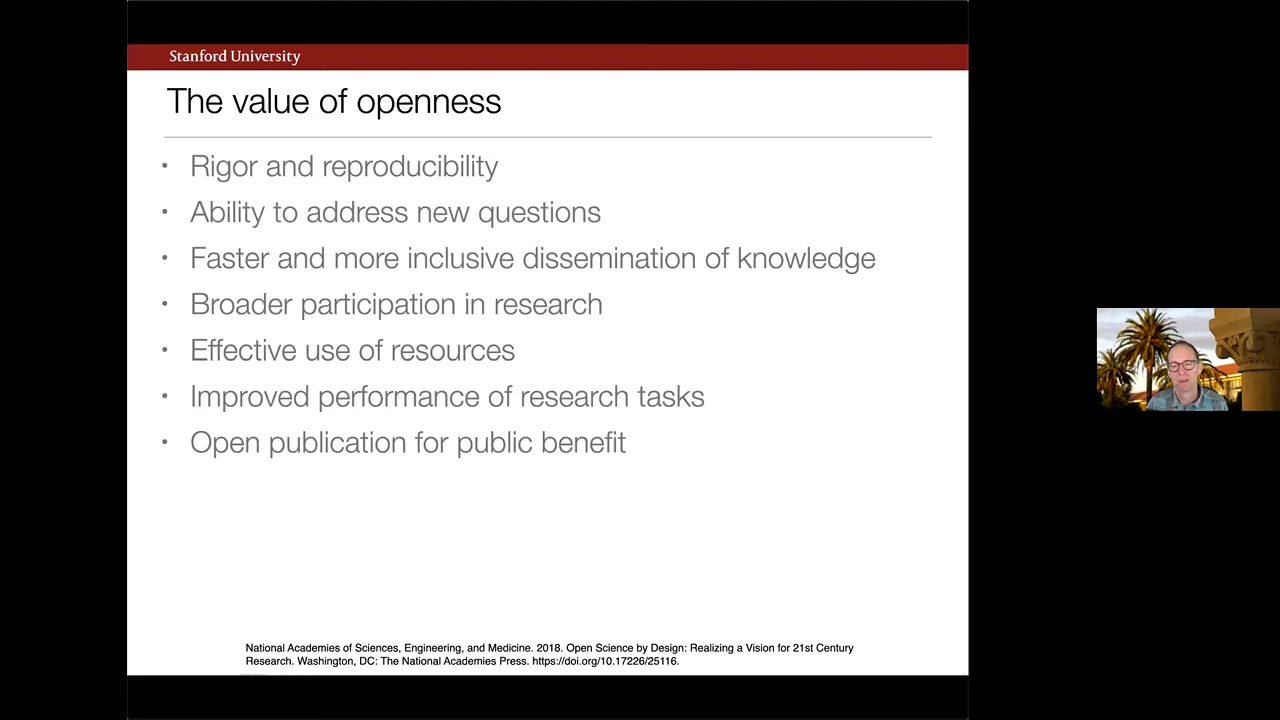 Stanford University
The value of openness
• Rigor and reproducibility
• Ability to address new questions
• Faster and more inclusive dissemination of knowledge
• Broader participation in research
• Effective use of resources
• Improved performance of research tasks
• Open publication for public benefit
National Academies of Sciences, Engineering, and Medicine. 2018. Open Science by Design: Realizing a Vision for 21st Century
Research. Washington, DC: The National Academies Press. https://doi.org/10.17226/25116.